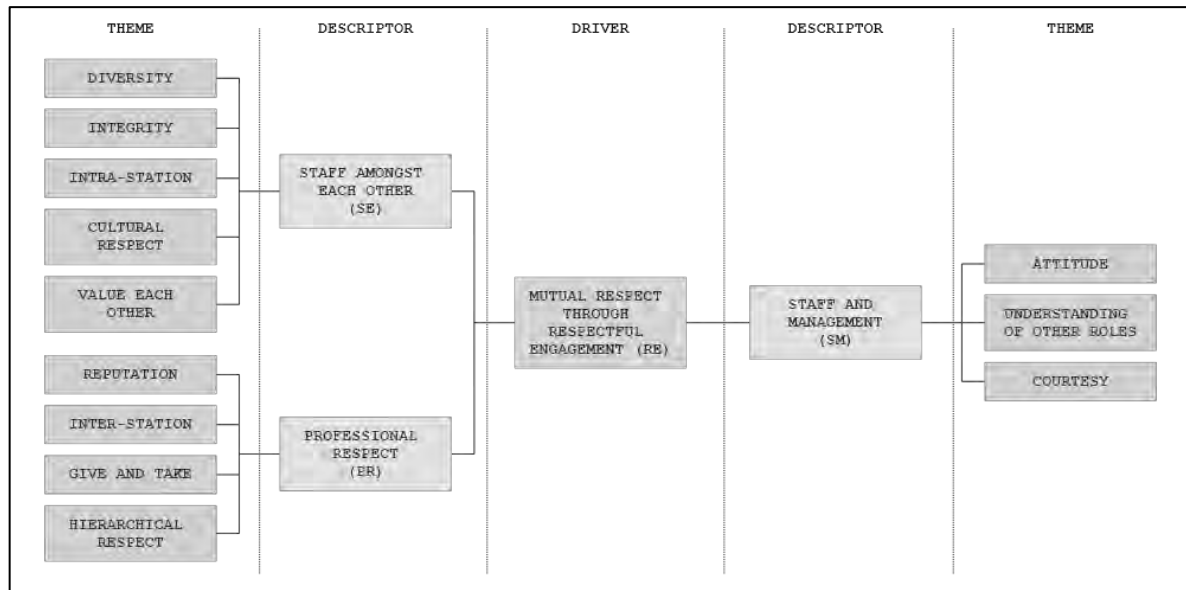 THEME
DESCRIPTOR
DRIVER
DESCRIPTOR
THEME
DIVERSITY
INTEGRITY
INTRA-STATION
CULTURAL
RESPECT
VALUE EACH
OTHER
REPUTATION
INTER-STATION
GIVE AND TAKE
HIERARCHICAL
RESPECT
STAFF AMONGST
EACH OTHER
(SE)
PROFESSIONAL
RESPECT
(PR)
MUTUAL RESPECT
THROUGH
RESPECTFUL
ENGAGEMENT (RE)
STAFF AND
MANAGEMENT
(SM)
ATTITUDE
UNDERSTANDING
OF OTHER ROLES
COURTESY